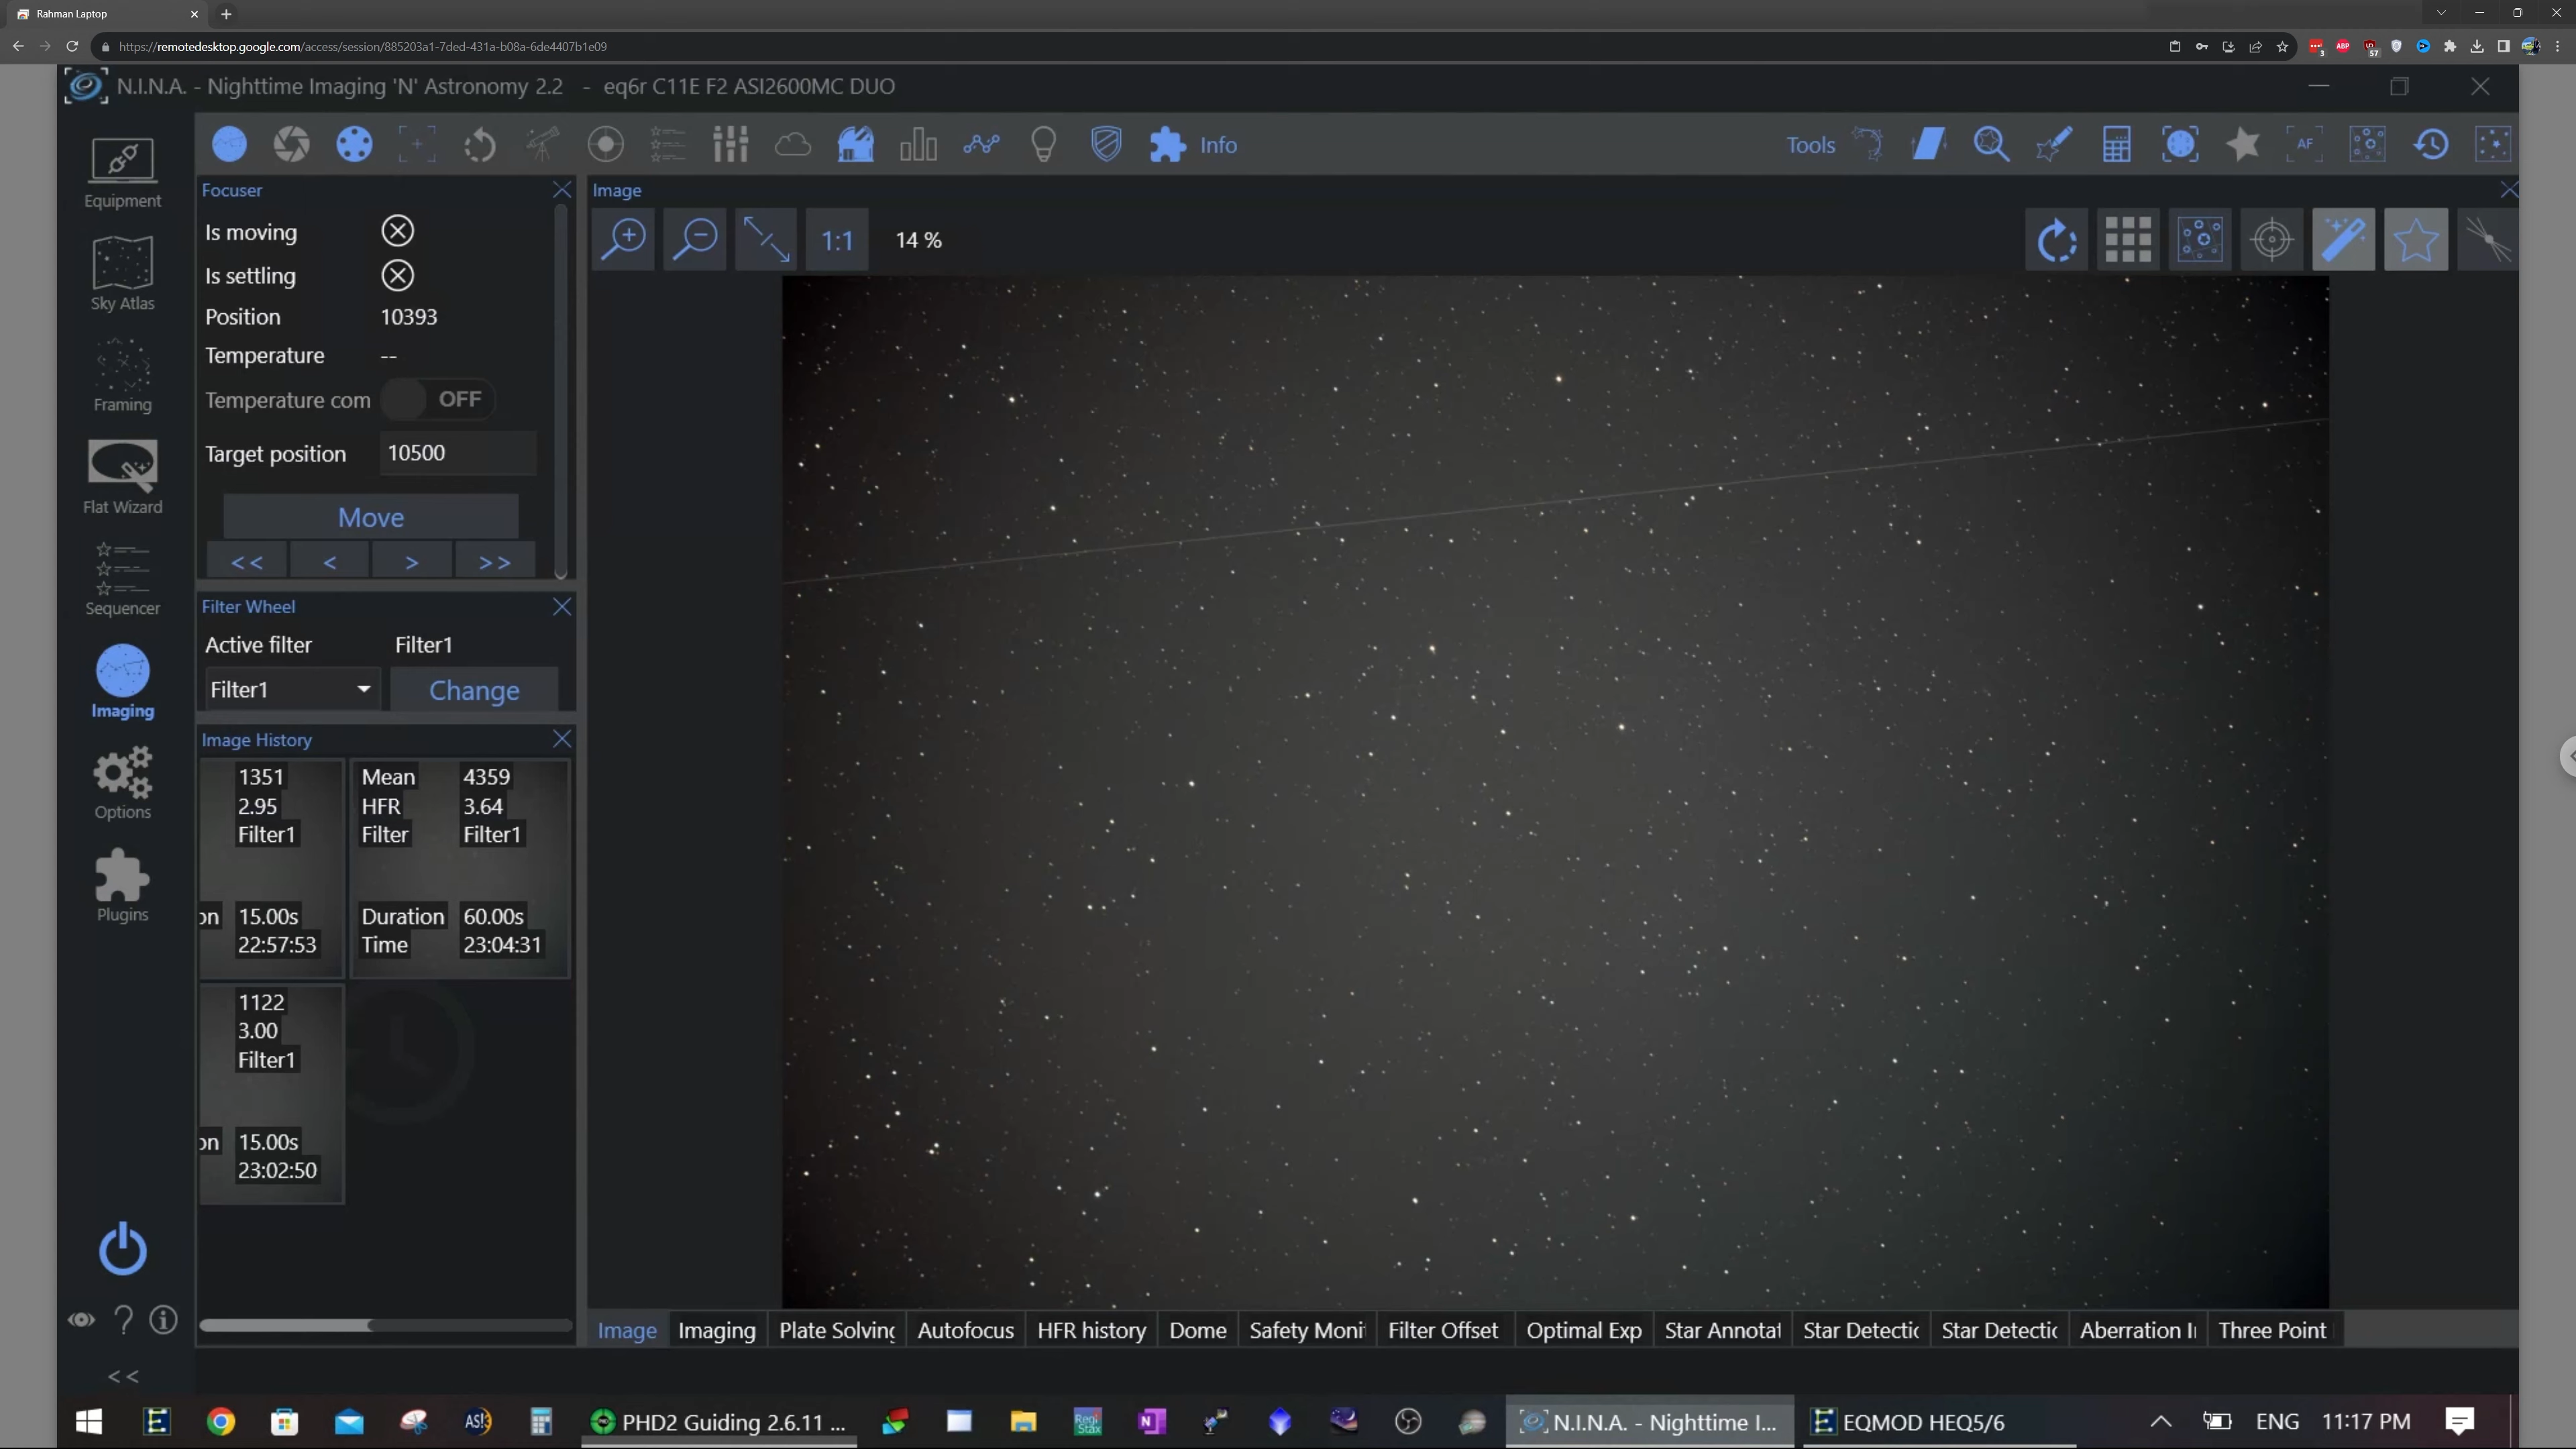 Rahman Laptop
https://remotedesktop.google.com/access/session/885203a1-7ded-431a-b08a-6de4407b1e09
3
ABP
57
N.I.N.A. - Nighttime Imaging 'N' Astronomy 2.2 - eq6r C11E F2 ASI2600MC DUO
Info
Tools
AF
Equipment
Sky Atlas
Framing
Flat Wizard
Sequencer
Imaging
Options
Plugins
<<
Focuser
Is moving
Is settling
Position 10393
Temperature --
Temperature com OFF
Target position 10500
Move
<< < > >>
Filter Wheel
Active filter Filter1
Filter1 Change
Image History
1351 Mean 4359
2.95 HFR 3.64
Filter1 Filter Filter1
on 15.00s Duration 60.00s
22:57:53 Time 23:04:31
1122
3.00
Filter1
on 15.00s
23:02:50
Image
1:1 14 %
Image Imaging Plate Solving Autofocus HFR history Dome Safety Moni Filter Offset Optimal Exp Star Annotat Star Detectic Star Detectic Aberration I Three Point
PHD2 Guiding 2.6.11 ... N.I.N.A. - Nighttime I... EQMOD HEQ5/6 ENG 11:17 PM